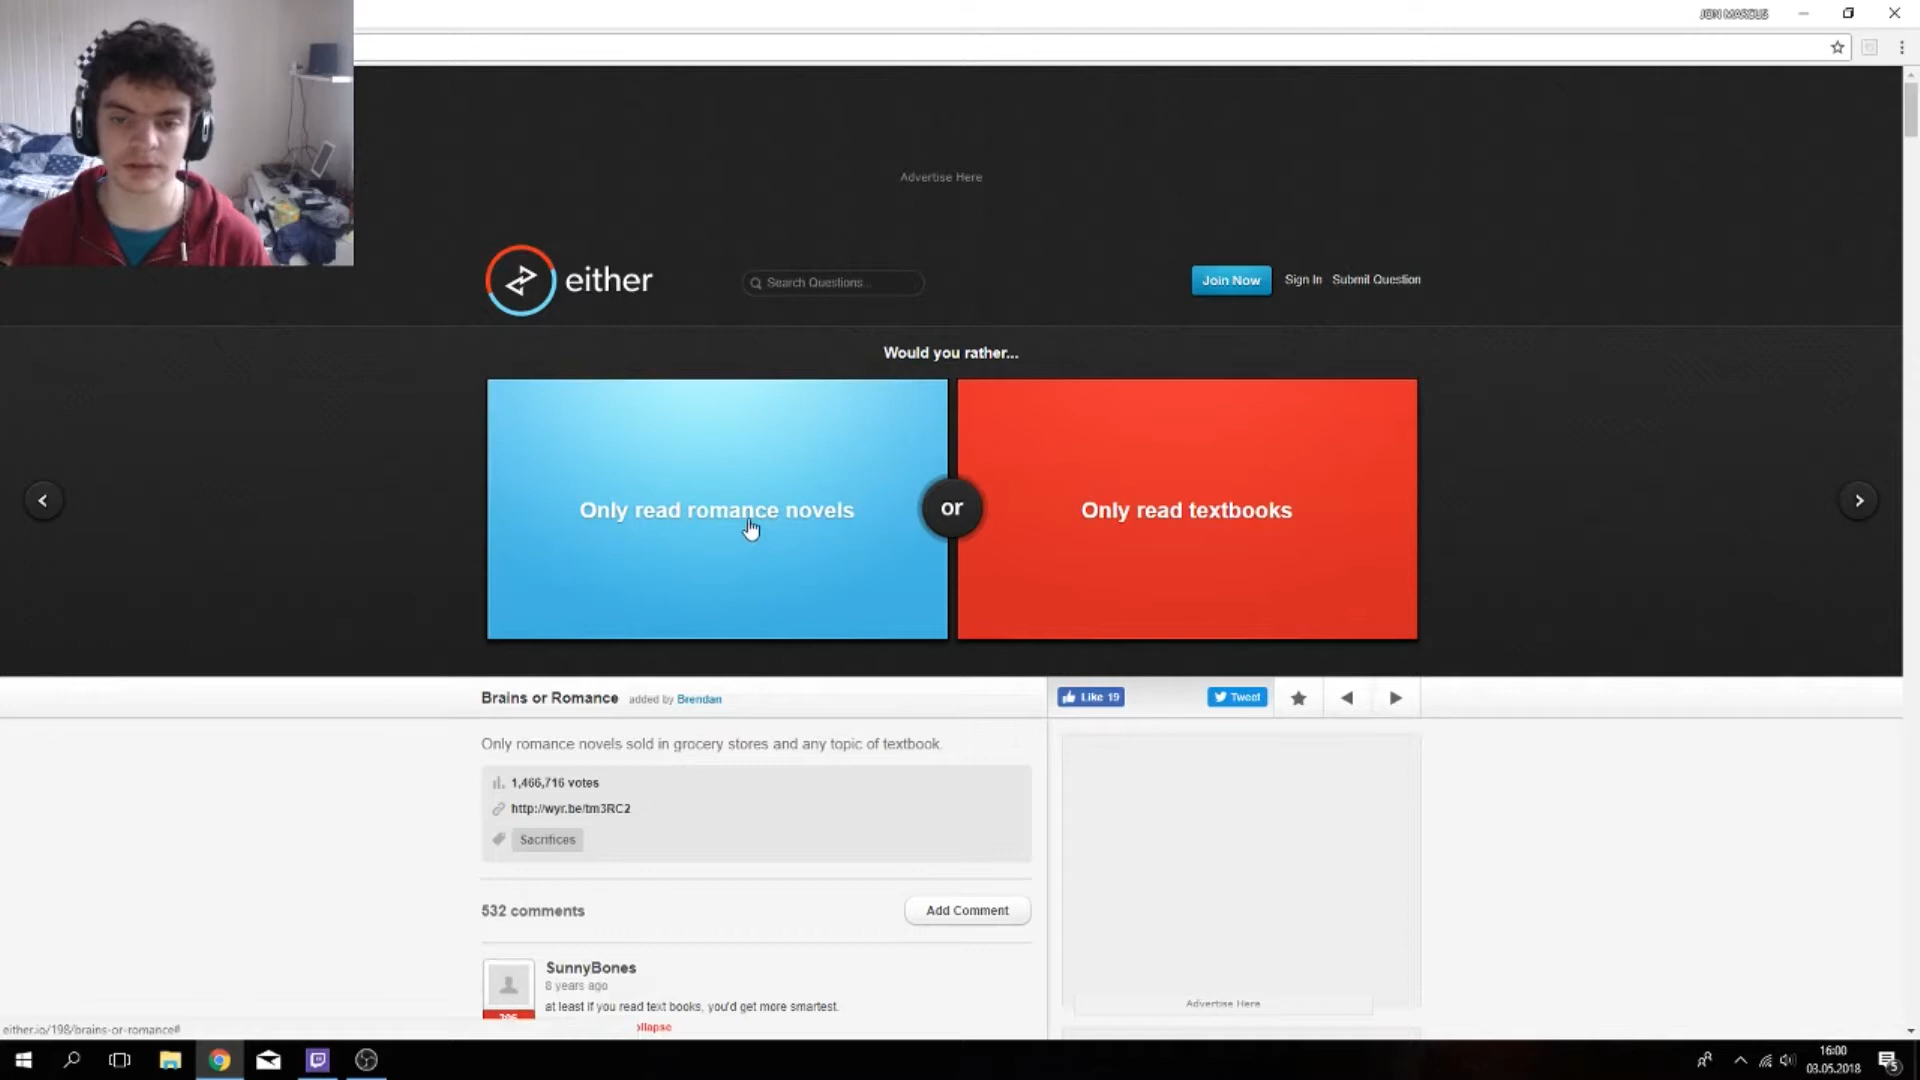 JON MARCUS
Advertise Here
either
Search Questions...
Join Now
Sign In
Submit Question
Would you rather...
Only read romance novels
or
Only read textbooks
Brains or Romance added by Brendan
Like 19
Tweet
Only romance novels sold in grocery stores and any topic of textbook.
1,466,716 votes
http://wyr.be/tm3RC2
Sacrifices
532 comments
Add Comment
SunnyBones
8 years ago
at least if you read text books, you'd get more smartest.
ollapse
Advertise Here
either.io/198/brains-or-romance#
16:00
03.05.2018
5